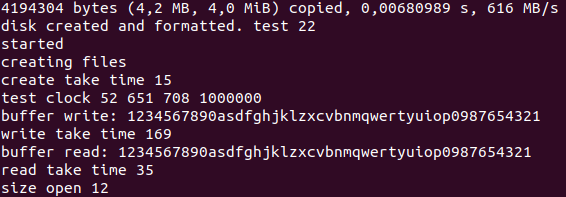 4194304 bytes (4,2 MB, 4,0 MiB) copied, 0,00680989 s, 616 MB/s
disk created and formatted. test 22
started
creating files
create take time 15
test clock 52 651 708 1000000
buffer write: 1234567890asdfghjklzxcvbnmqwertyuiop0987654321
write take time 169
buffer read: 1234567890asdfghjklzxcvbnmqwertyuiop0987654321
read take time 35
size open 12